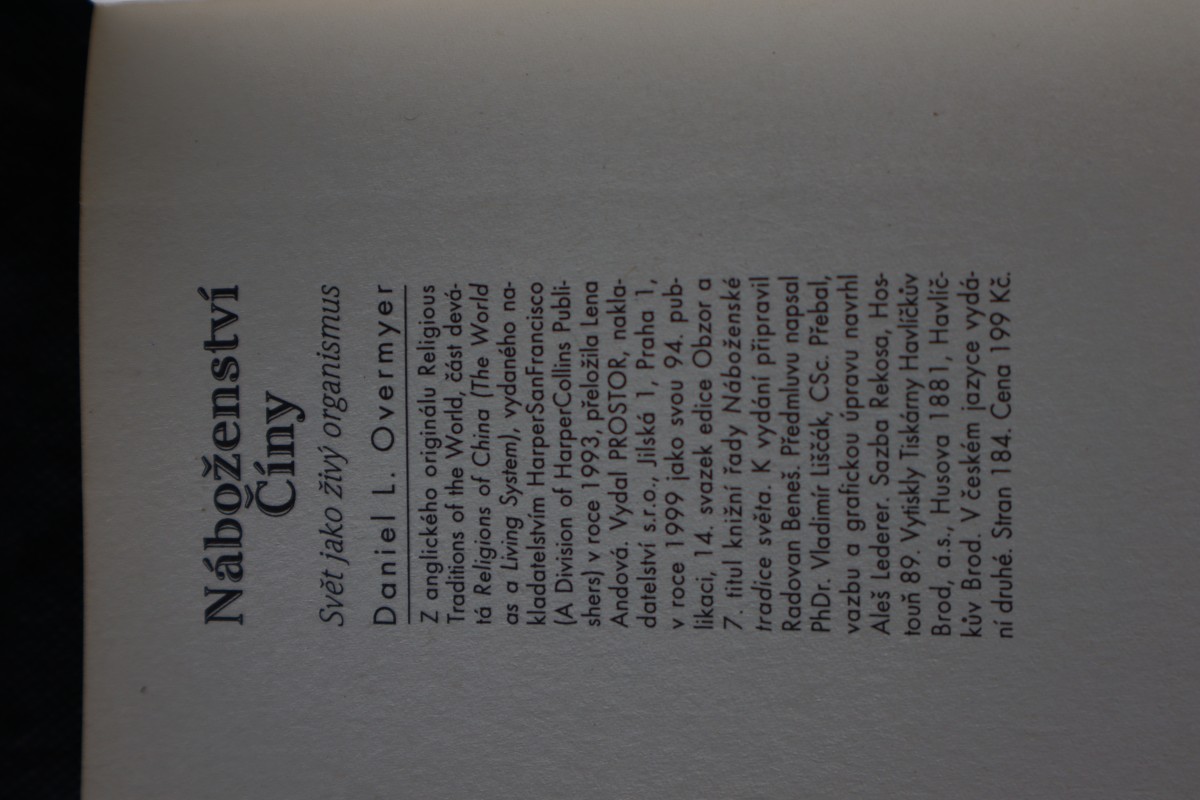 Náboženství
Číny
Svět jako živý organismus
Daniel L. Overmyer
Z anglického originálu Religious
Traditions of the World, část devá-
tá Religions of China (The World
as a Living System), vydaného na-
kladatelstvím HarperSanFrancisco
(A Division of HarperCollins Publi-
shers) v roce 1993, přeložila Lena
Andová. Vydal PROSTOR, nakla-
datelství s.r.o., Jilská 1, Praha 1,
v roce 1999 jako svou 94. pub-
likaci, 14. svazek edice Obzor a
7. titul knižní řady Náboženské
tradice světa. K vydání připravil
Radovan Beneš. Předmluvu napsal
PhDr. Vladimír Liščák, CSc. Přebal,
vazbu a grafickou úpravu navrhl
Aleš Lederer. Sazba Rekosa, Hos-
touň 89. Vytiskly Tiskárny Havlíčkův
Brod, a.s., Husova 1881, Havlíč-
kův Brod. V českém jazyce vydá-
ní druhé. Stran 184. Cena 199 Kč.